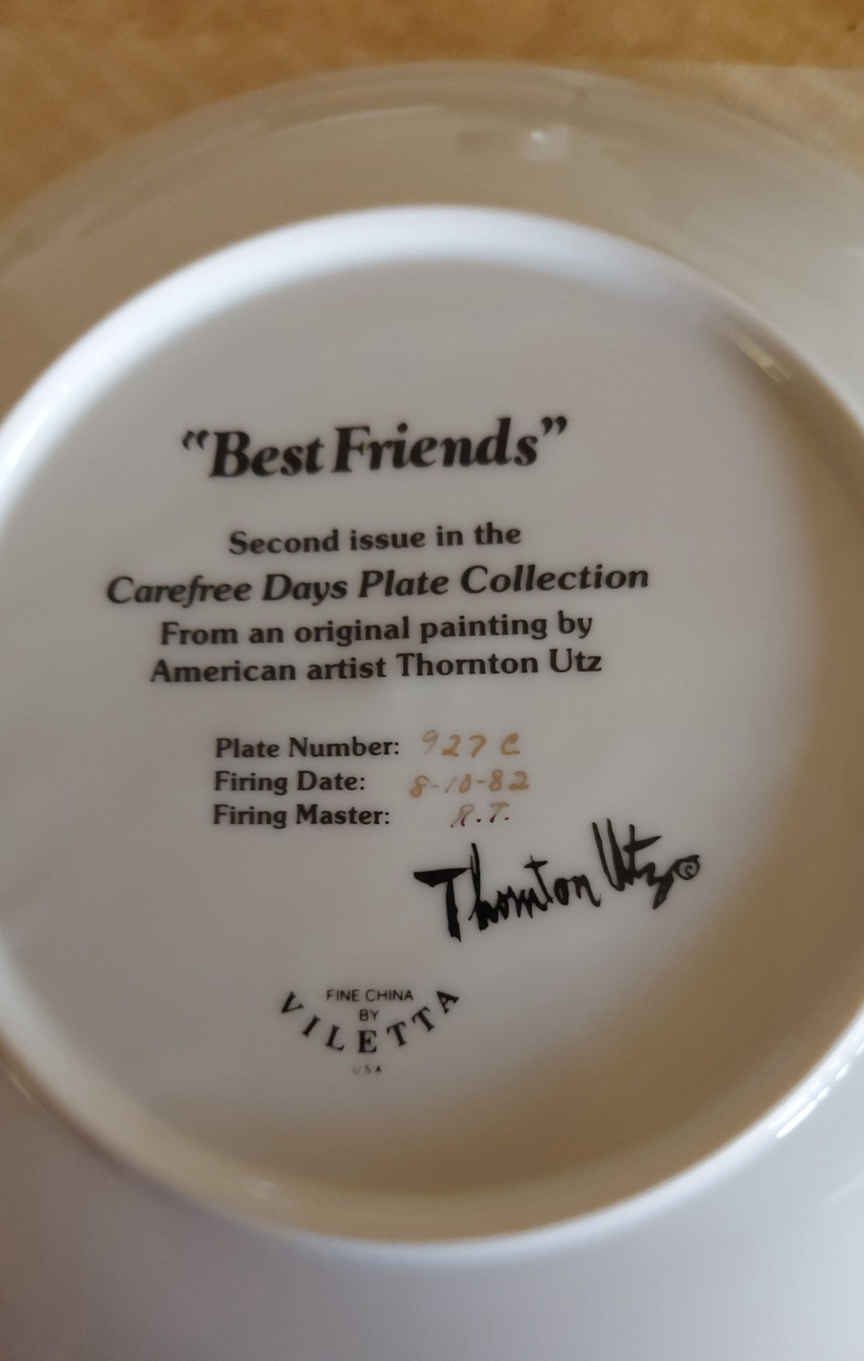 “Best Friends”
Second issue in the
Carefree Days Plate Collection
From an original painting by
American artist Thornton Utz
Plate Number: 927 C
Firing Date: 8-10-82
Firing Master: R.T.
Thornton Utz ©
FINE CHINA
BY
VILETTA
USA